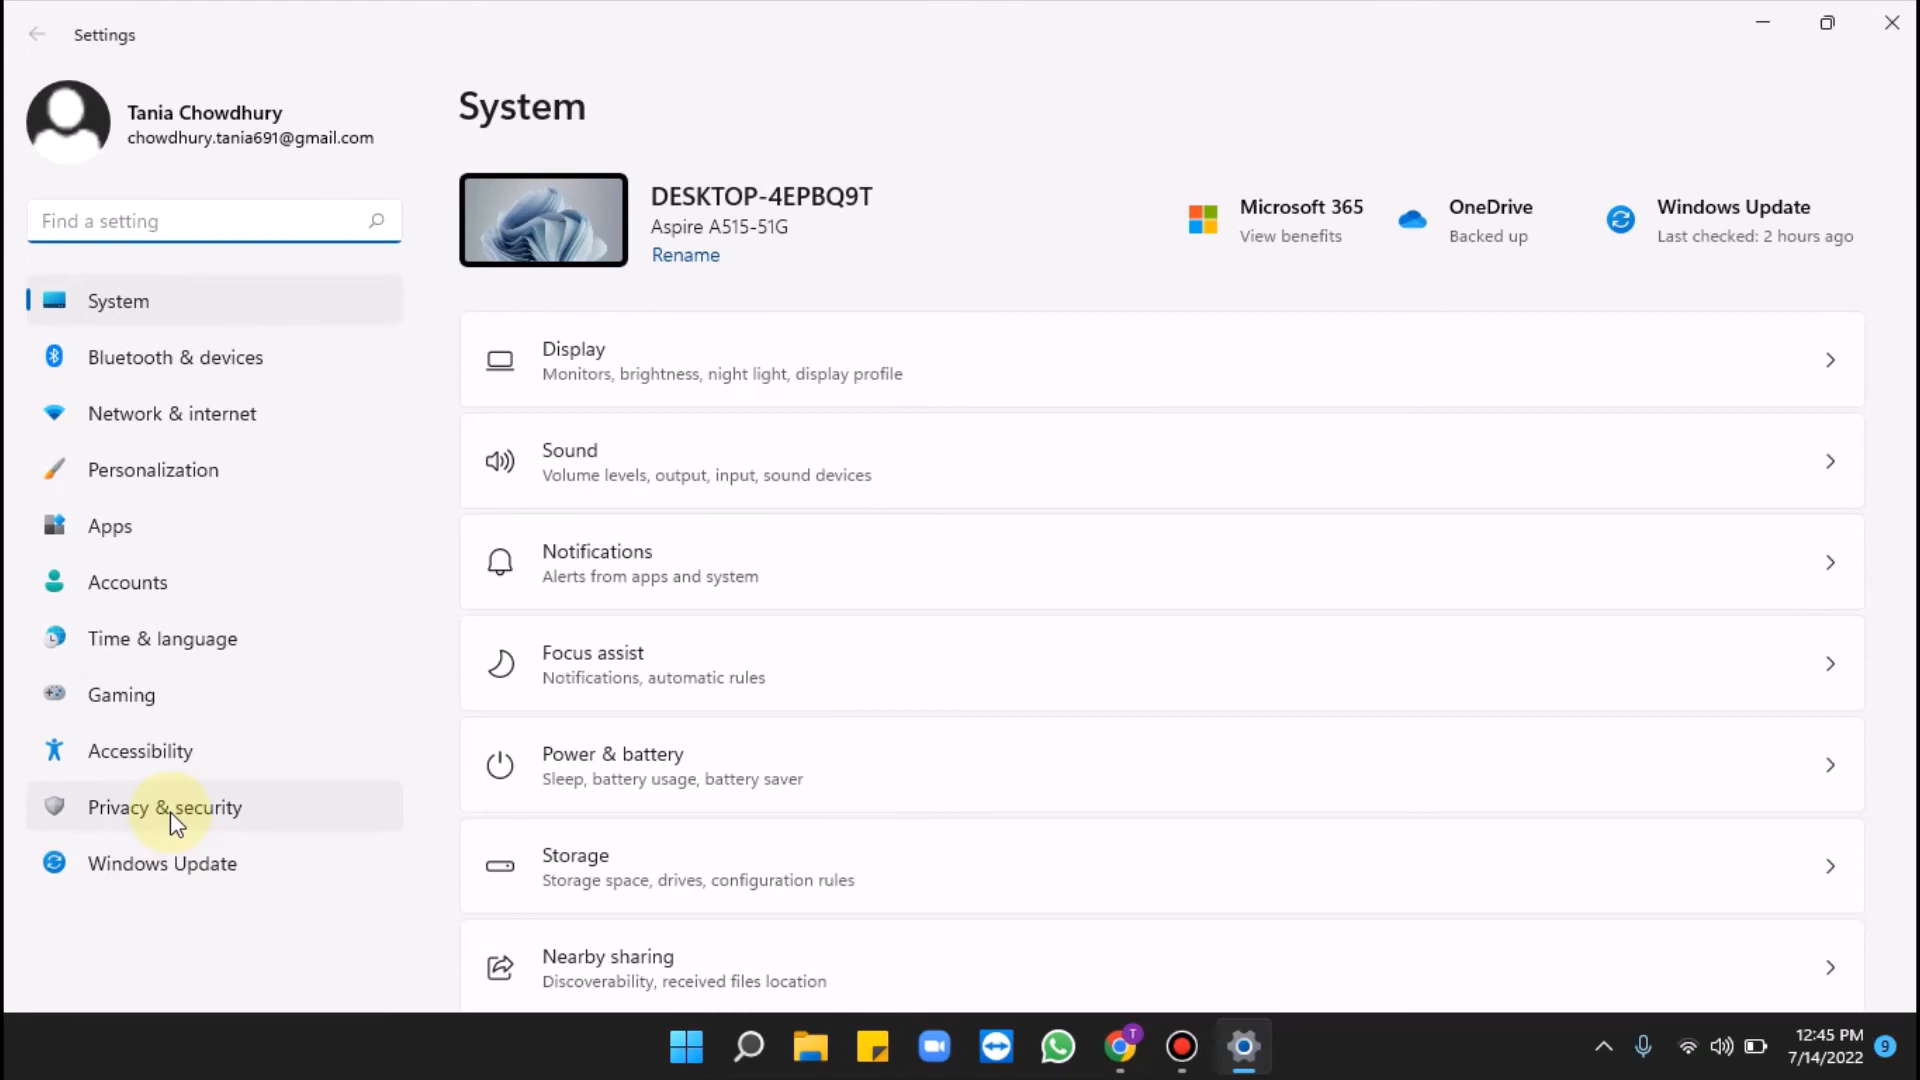 Settings
Tania Chowdhury
chowdhury.tania691@gmail.com
Find a setting
System
Bluetooth & devices
Network & internet
Personalization
Apps
Accounts
Time & language
Gaming
Accessibility
Privacy & security
Windows Update
System
DESKTOP-4EPBQ9T
Aspire A515-51G
Rename
Microsoft 365
View benefits
OneDrive
Backed up
Windows Update
Last checked: 2 hours ago
Display
Monitors, brightness, night light, display profile
Sound
Volume levels, output, input, sound devices
Notifications
Alerts from apps and system
Focus assist
Notifications, automatic rules
Power & battery
Sleep, battery usage, battery saver
Storage
Storage space, drives, configuration rules
Nearby sharing
Discoverability, received files location
T
12:45 PM
7/14/2022
9